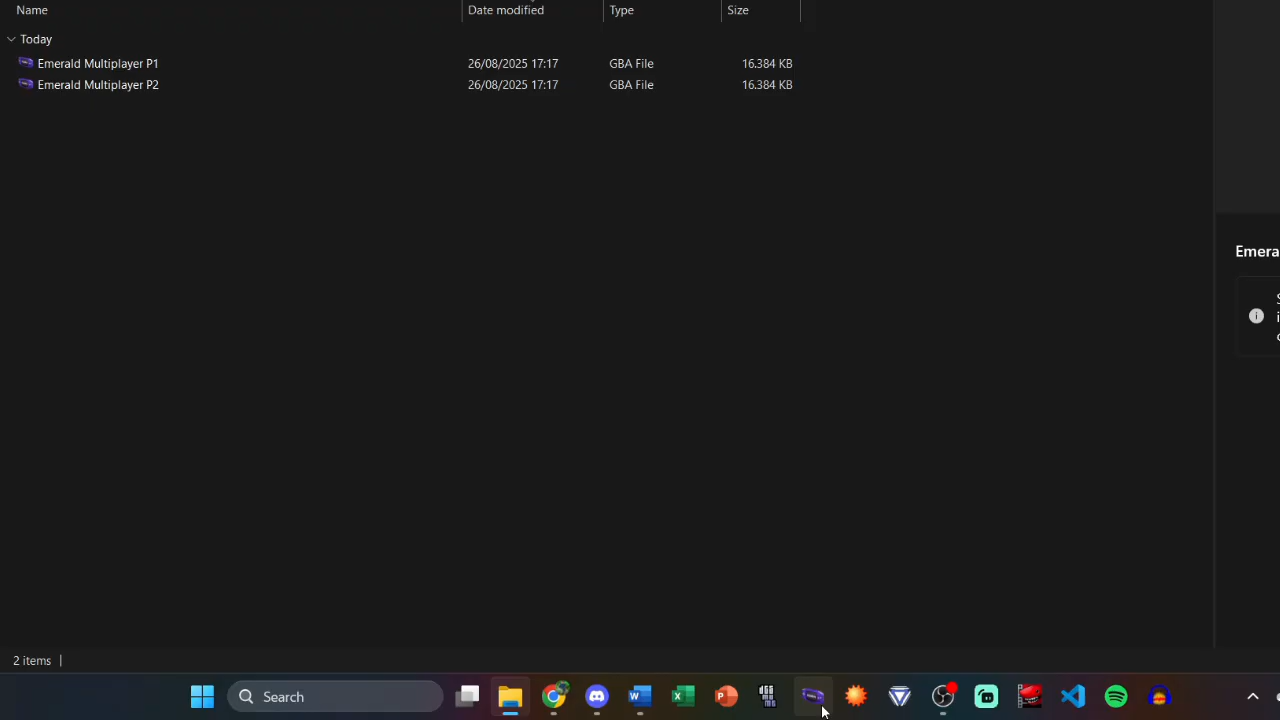 Name Date modified Type Size
Today
Emerald Multiplayer P1 26/08/2025 17:17 GBA File 16.384 KB
Emerald Multiplayer P2 26/08/2025 17:17 GBA File 16.384 KB
Emera
2 items
Search